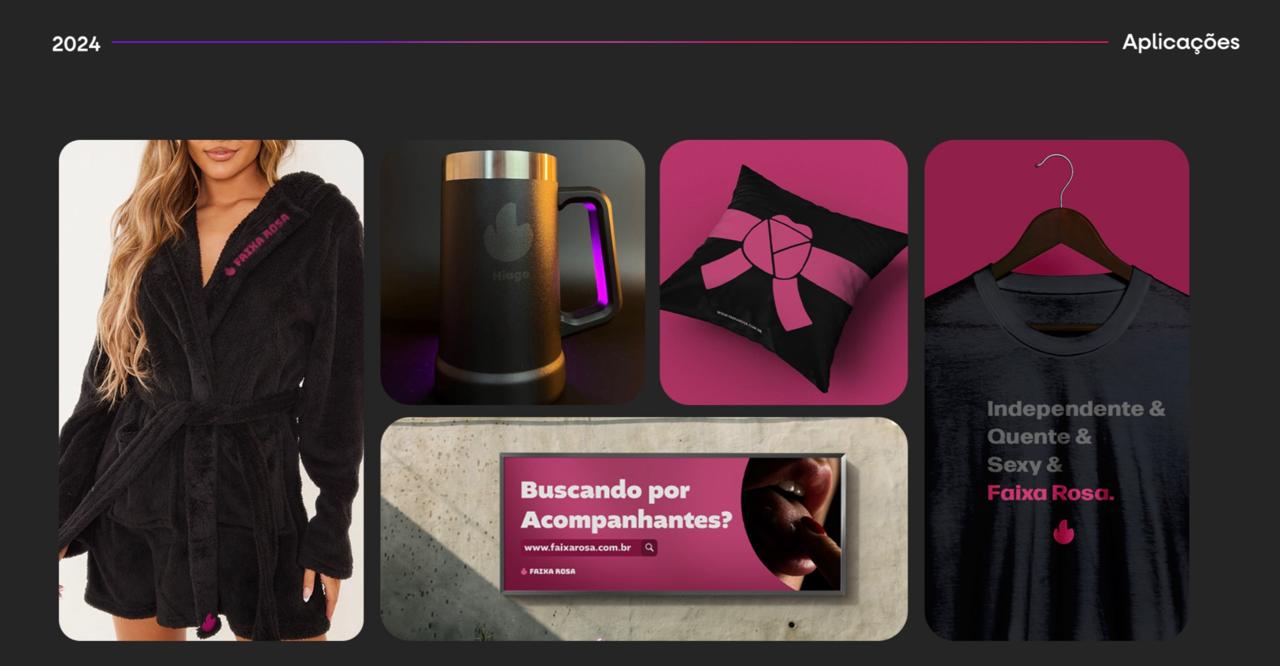 2024
Aplicações
FAIXA ROSA
Hiago
Independente &
Quente &
Sexy &
Faixa Rosa.
Buscando por
Acompanhantes?
www.faixarosa.com.br
FAIXA ROSA